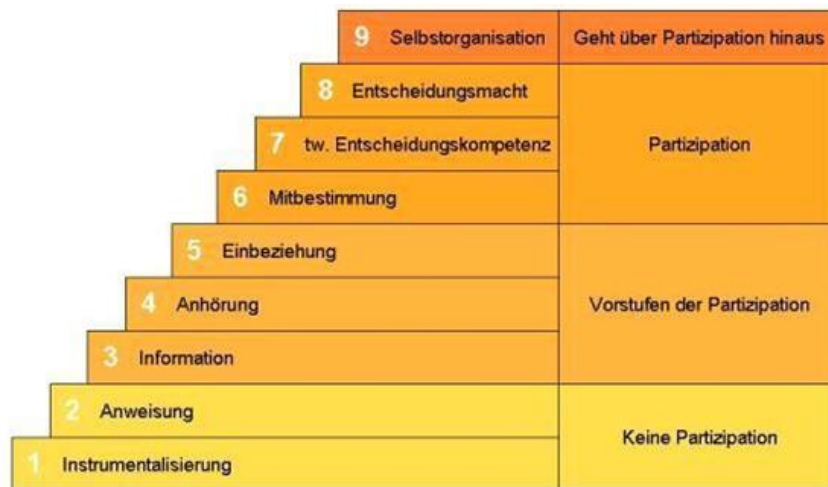 9 Selbstorganisation Geht über Partizipation hinaus
8 Entscheidungsmacht
7 tw. Entscheidungskompetenz Partizipation
6 Mitbestimmung
5 Einbeziehung
4 Anhörung Vorstufen der Partizipation
3 Information
2 Anweisung
Keine Partizipation
1 Instrumentalisierung